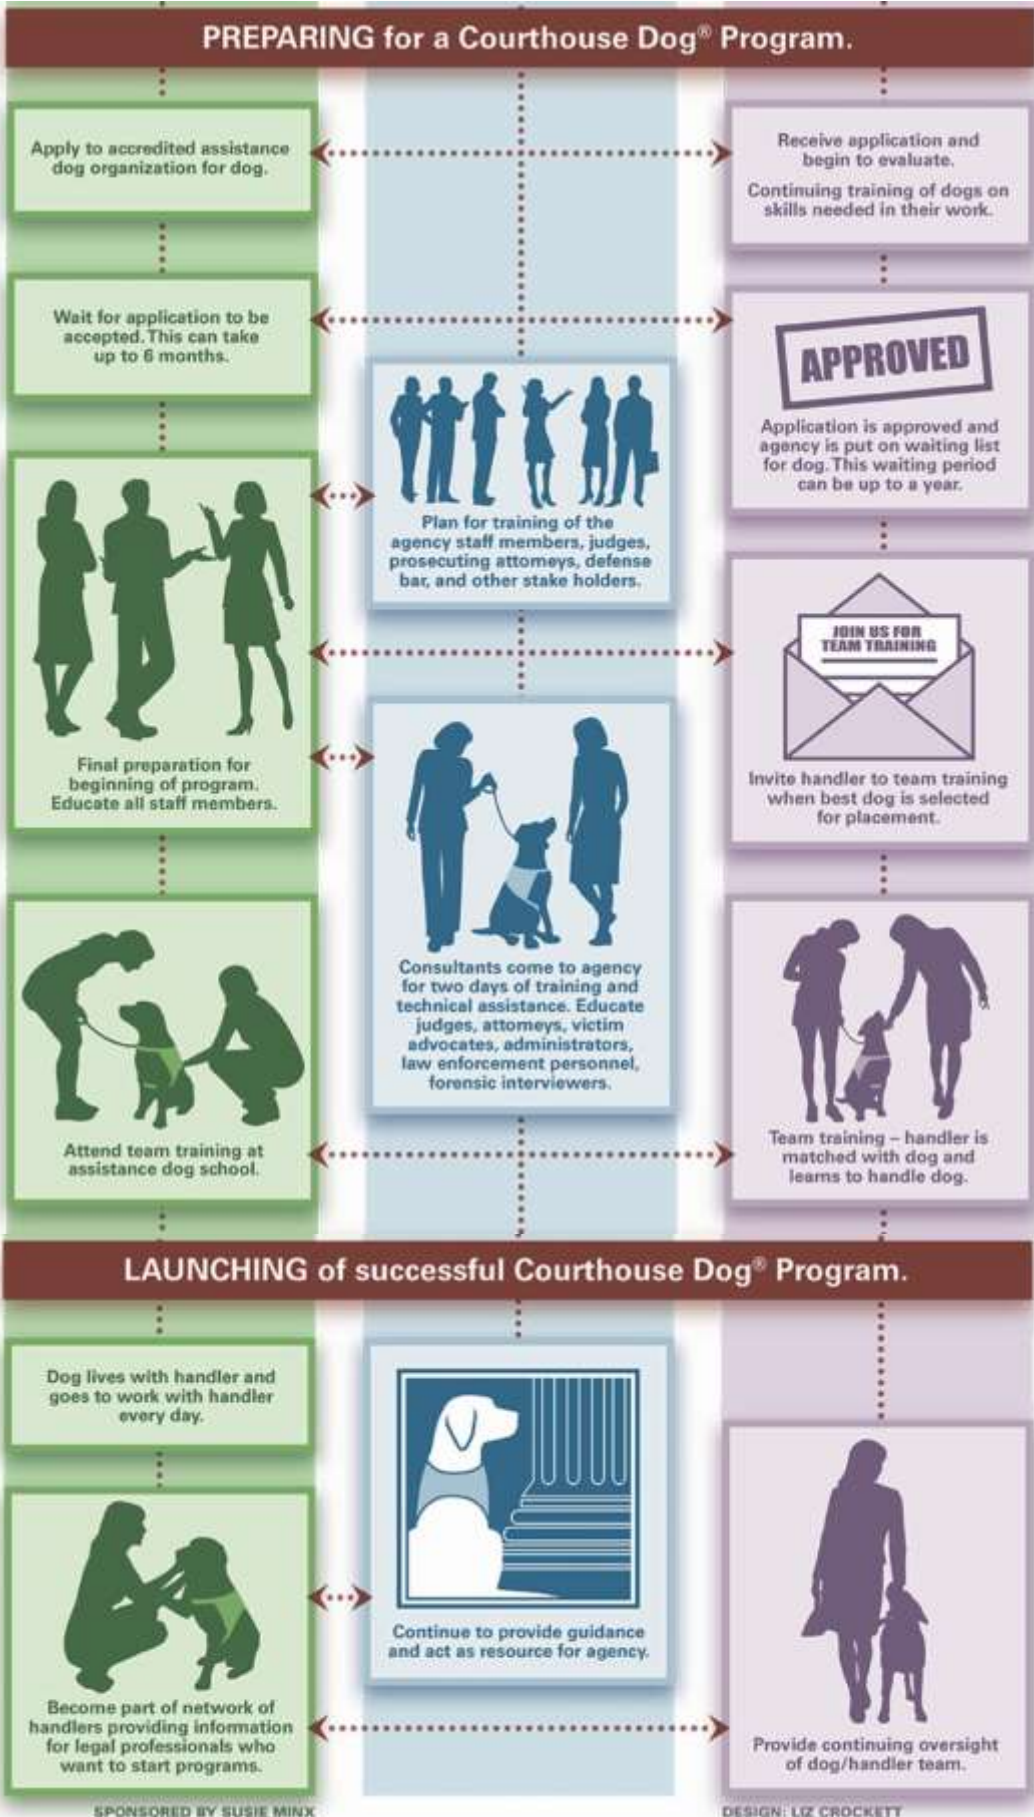 PREPARING for a Courthouse Dog® Program.
Apply to accredited assistance
dog organization for dog.
Receive application and
begin to evaluate.
Continuing training of dogs on
skills needed in their work.
Wait for application to be
accepted. This can take
up to 6 months.
APPROVED
Application is approved and
agency is put on waiting list
for dog. This waiting period
can be up to a year.
Plan for training of the
agency staff members, judges,
prosecuting attorneys, defense
bar, and other stake holders.
JOIN US FOR
TEAM TRAINING
Invite handler to team training
when best dog is selected
for placement.
Final preparation for
beginning of program.
Educate all staff members.
Consultants come to agency
for two days of training and
technical assistance. Educate
judges, attorneys, victim
advocates, administrators,
law enforcement personnel,
forensic interviewers.
Attend team training at
assistance dog school.
Team training – handler is
matched with dog and
learns to handle dog.
LAUNCHING of successful Courthouse Dog® Program.
Dog lives with handler and
goes to work with handler
every day.
Continue to provide guidance
and act as resource for agency.
Become part of network of
handlers providing information
for legal professionals who
want to start programs.
Provide continuing oversight
of dog/handler team.
SPONSORED BY SUSIE MINX
DESIGN: LIZ CROCKETT